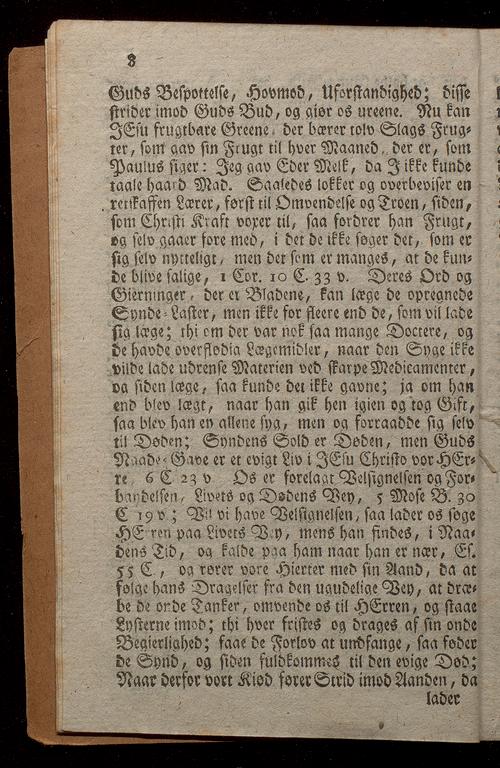 8
Guds Bespottelse, Hovmod, Uforstandighed; disse
strider imod Guds Bud, og giør os ureene. Nu kan
JEsu frugtbare Greene, der bærer tolv Slags Frug-
ter, som gav sin Frugt til hver Maaned, der er, som
Paulus siger: Jeg gav Eder Melk, da I ikke kunde
taale haard Mad. Saaledes lokker og overbeviser en
retskaffen Lærer, først til Omvendelse og Troen, siden,
som Christi Kraft voxer til, saa fordrer han Frugt,
og selv gaaer fore med, i det de ikke søger det, som er
sig selv nytteligt, men det som er manges, at de kun-
de blive salige, 1 Cor. 10 C. 33 v. Deres Ord og
Gierninger, der er Bladene, kan læge de opregnede
Synde-Laster, men ikke for fleere end de, som vil lade
sig læge; thi om der var nok saa mange Doctere, og
de havde overflødig Lægemidler, naar den Syge ikke
vilde lade udrense Materien ved skarpe Medicamenter,
og siden læge, saa kunde det ikke gavne; ja om han
end blev lægt, naar han gik hen igien og tog Gift,
saa blev han en allene syg, men og forraadde sig selv
til Døden; Syndens Sold er Døden, men Guds
Naade-Gave er et evigt Liv i JEsu Christo vor HEr-
re 6 C 23 v Os er forelagt Velsignelsen og For-
bandelsen, Livets og Dødens Vey, 5 Mose B. 30
C 19 v; Vil vi have Velsignelsen, saa lader os søge
HErren paa Livets Vey, mens han findes, i Naa-
dens Tid, og kalde paa ham naar han er nær, Es.
55 C, og rører vore Hierter med sin Aand, da at
følge hans Dragelser fra den ugudelige Vey, at dræ-
be de onde Tanker, omvende os til HErren, og staae
Lysterne imod; thi hver fristes og drages af sin onde
Begierlighed; faae de Forlov at undfange, saa føder
de Synd, og siden fuldkommes til den evige Død;
Naar derfor vort Kiød fører Strid imod Aanden, da
lader